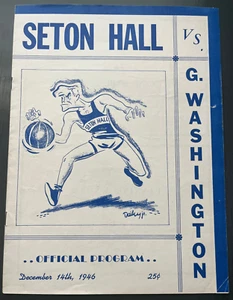 SETON HALL
Vs.
G. WASHINGTON
SETON HALL
. . OFFICIAL PROGRAM . .
December 14th, 1946
25¢